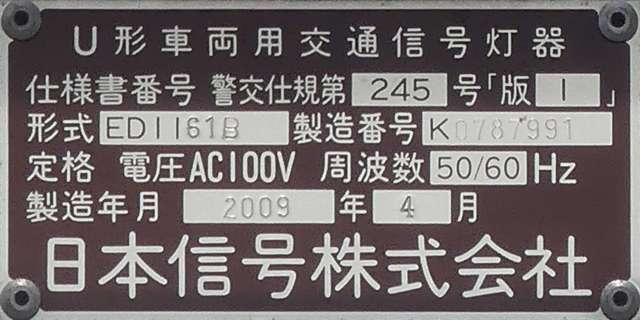 U形車両用交通信号灯器
仕様書番号 警交仕規第 245 号「版 1 」
形式 ED1161B 製造番号 K0787991
定格 電圧AC100V 周波数 50/60 Hz
製造年月 2009 年 4 月
日本信号株式会社